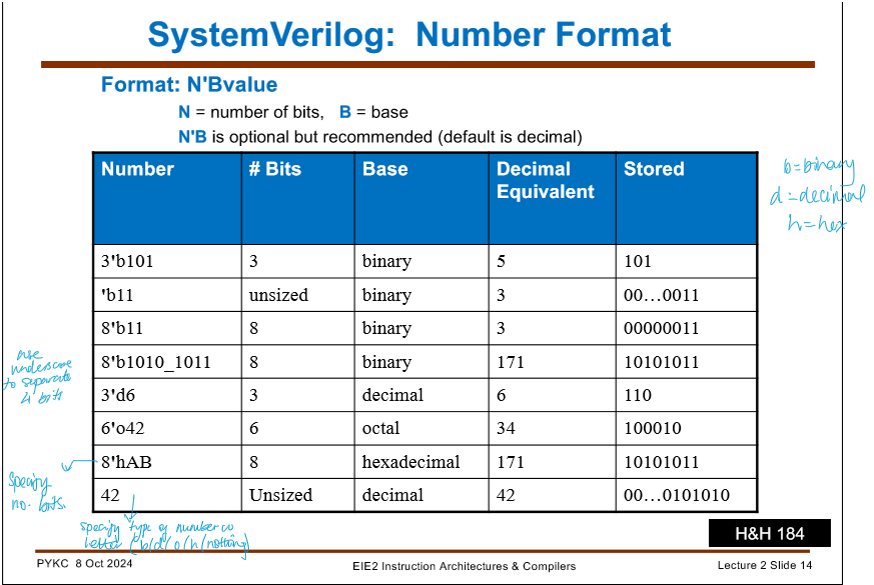 SystemVerilog: Number Format
Format: N'Bvalue
N = number of bits, B = base
N'B is optional but recommended (default is decimal)
Number # Bits Base Decimal Equivalent Stored
3'b101 3 binary 5 101
'b11 unsized binary 3 00…0011
8'b11 8 binary 3 00000011
8'b1010_1011 8 binary 171 10101011
3'd6 3 decimal 6 110
6'o42 6 octal 34 100010
8'hAB 8 hexadecimal 171 10101011
42 Unsized decimal 42 00…0101010
b=binary
d=decimal
h=hex
use
underscore
to separate
4 bits
Specify
no. bits.
specify type of number w
letter (b/d/o/h/nothing)
H&H 184
PYKC 8 Oct 2024
EIE2 Instruction Architectures & Compilers
Lecture 2 Slide 14